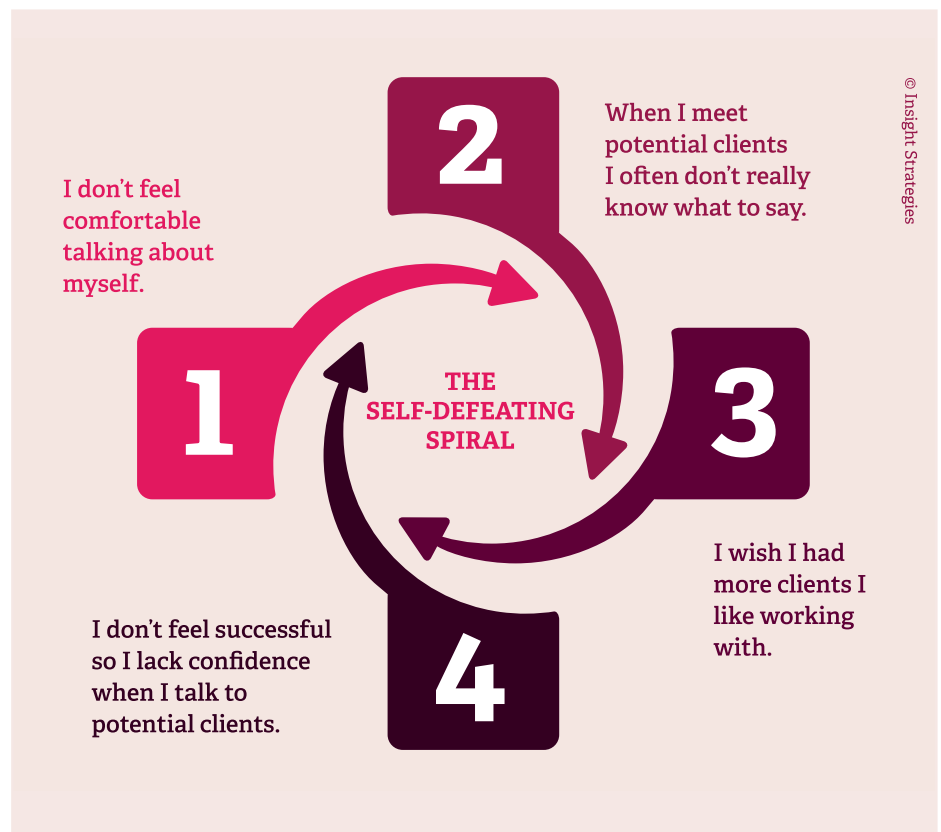 1
I don’t feel
comfortable
talking about
myself.
2
When I meet
potential clients
I often don’t really
know what to say.
3
I wish I had
more clients I
like working
with.
4
I don’t feel successful
so I lack confidence
when I talk to
potential clients.
THE
SELF-DEFEATING
SPIRAL
© Insight Strategies